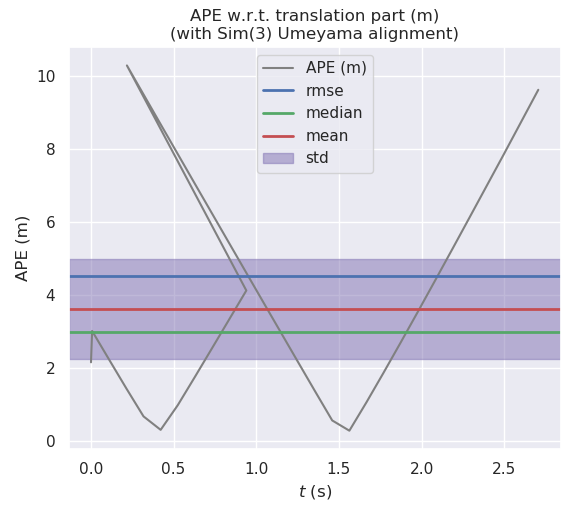 APE w.r.t. translation part (m)
(with Sim(3) Umeyama alignment)
APE (m)
rmse
median
mean
std
APE (m)
10
8
6
4
2
0
0.0 0.5 1.0 1.5 2.0 2.5
t (s)